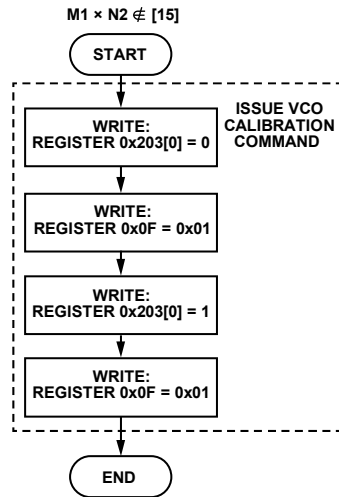 M1 × N2 ∉ [15]
START
ISSUE VCO
CALIBRATION
COMMAND
WRITE:
REGISTER 0x203[0] = 0
WRITE:
REGISTER 0x0F = 0x01
WRITE:
REGISTER 0x203[0] = 1
WRITE:
REGISTER 0x0F = 0x01
END